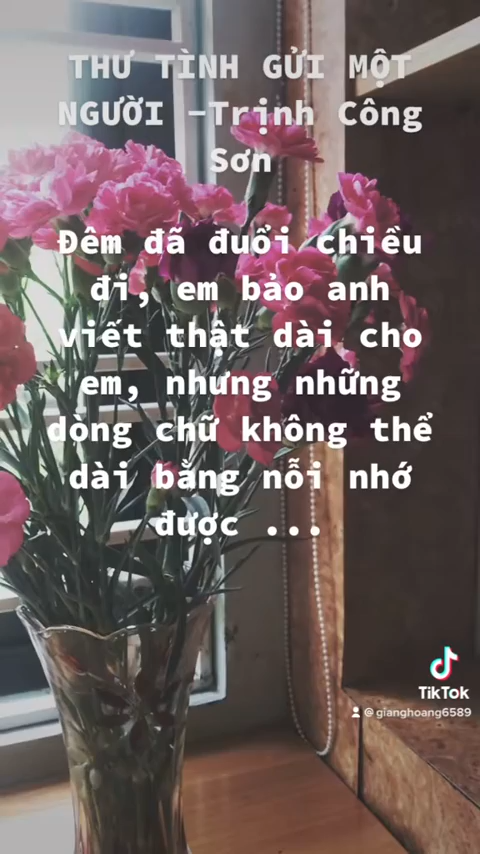 THƯ TÌNH GỬI MỘT
NGƯỜI -Trịnh Công
Sơn
Đêm đã đuổi chiều
đi, em bảo anh
viết thật dài cho
em, nhưng những
dòng chữ không thể
dài bằng nỗi nhớ
được ...
TikTok
@gianghoang6589